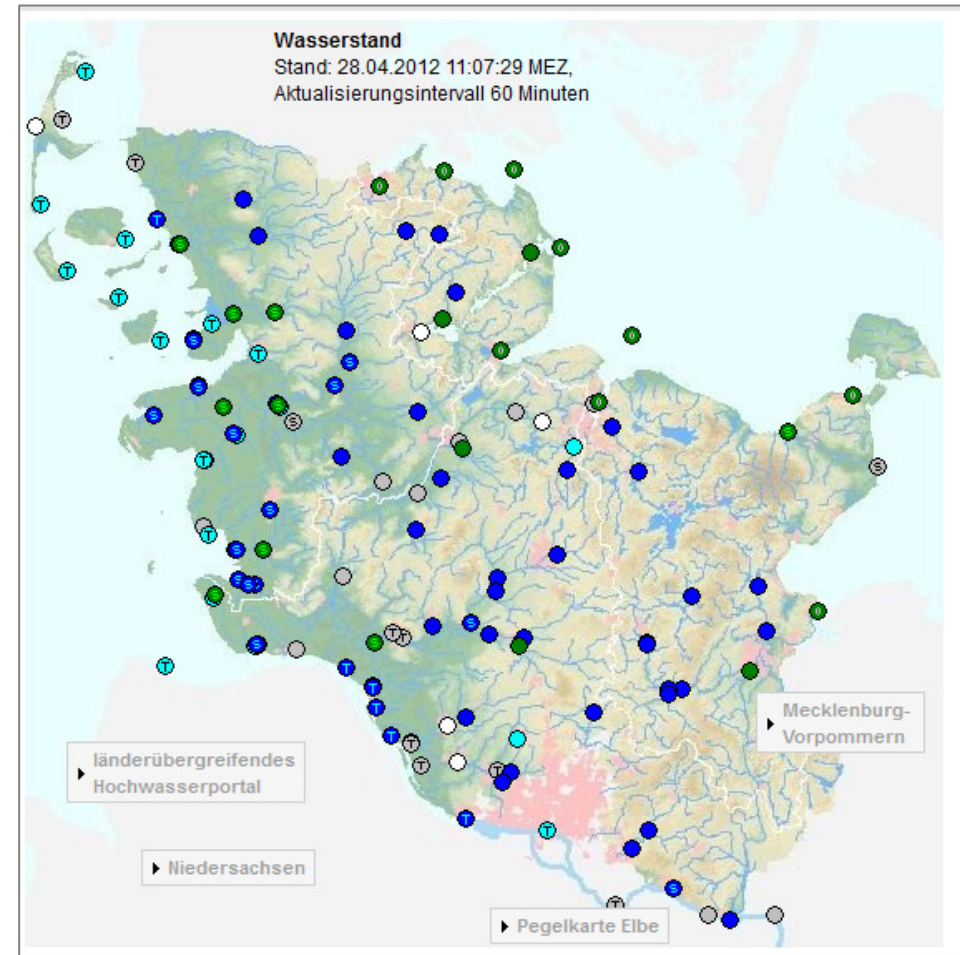 Wasserstand
Stand: 28.04.2012 11:07:29 MEZ,
Aktualisierungsintervall 60 Minuten
Mecklenburg-
Vorpommern
länderübergreifendes
Hochwasserportal
Niedersachsen
Pegelkarte Elbe